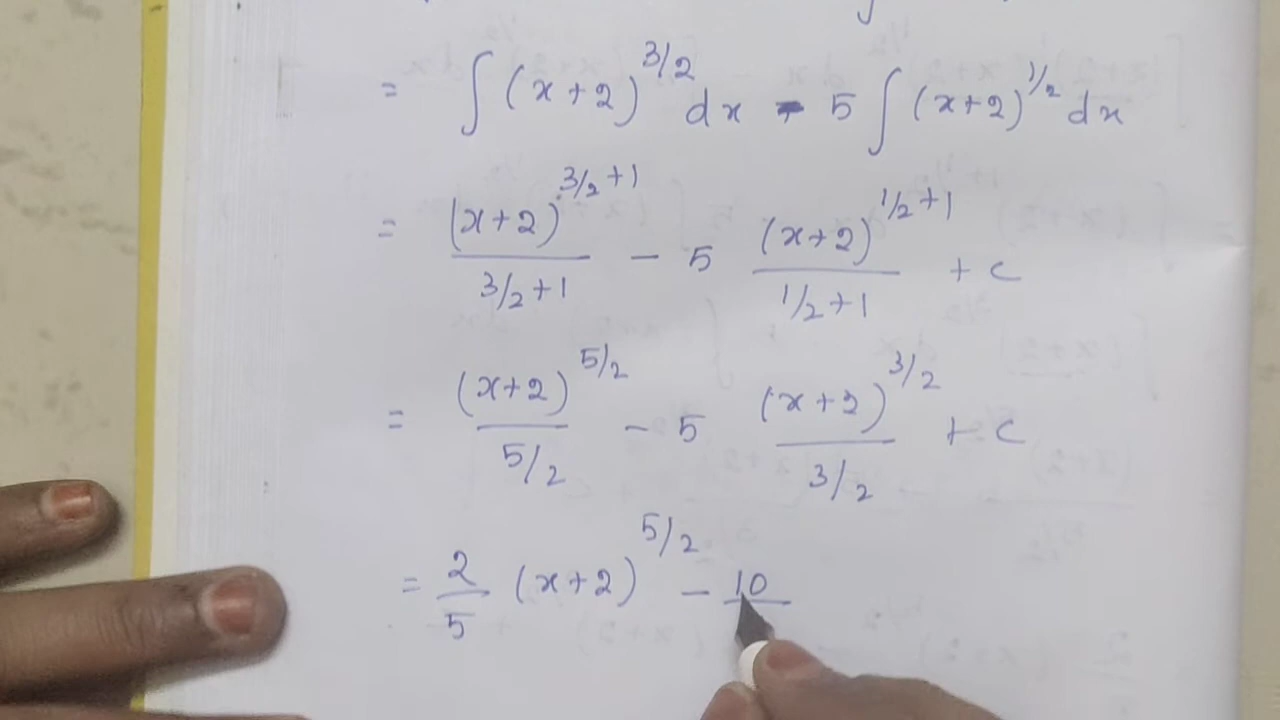 = ∫ (x+2)^{3/2} dx - 5 ∫ (x+2)^{1/2} dx
= (x+2)^{3/2+1} / (3/2+1) - 5 (x+2)^{1/2+1} / (1/2+1) + c
= (x+2)^{5/2} / (5/2) - 5 (x+2)^{3/2} / (3/2) + c
= 2/5 (x+2)^{5/2} - 10/